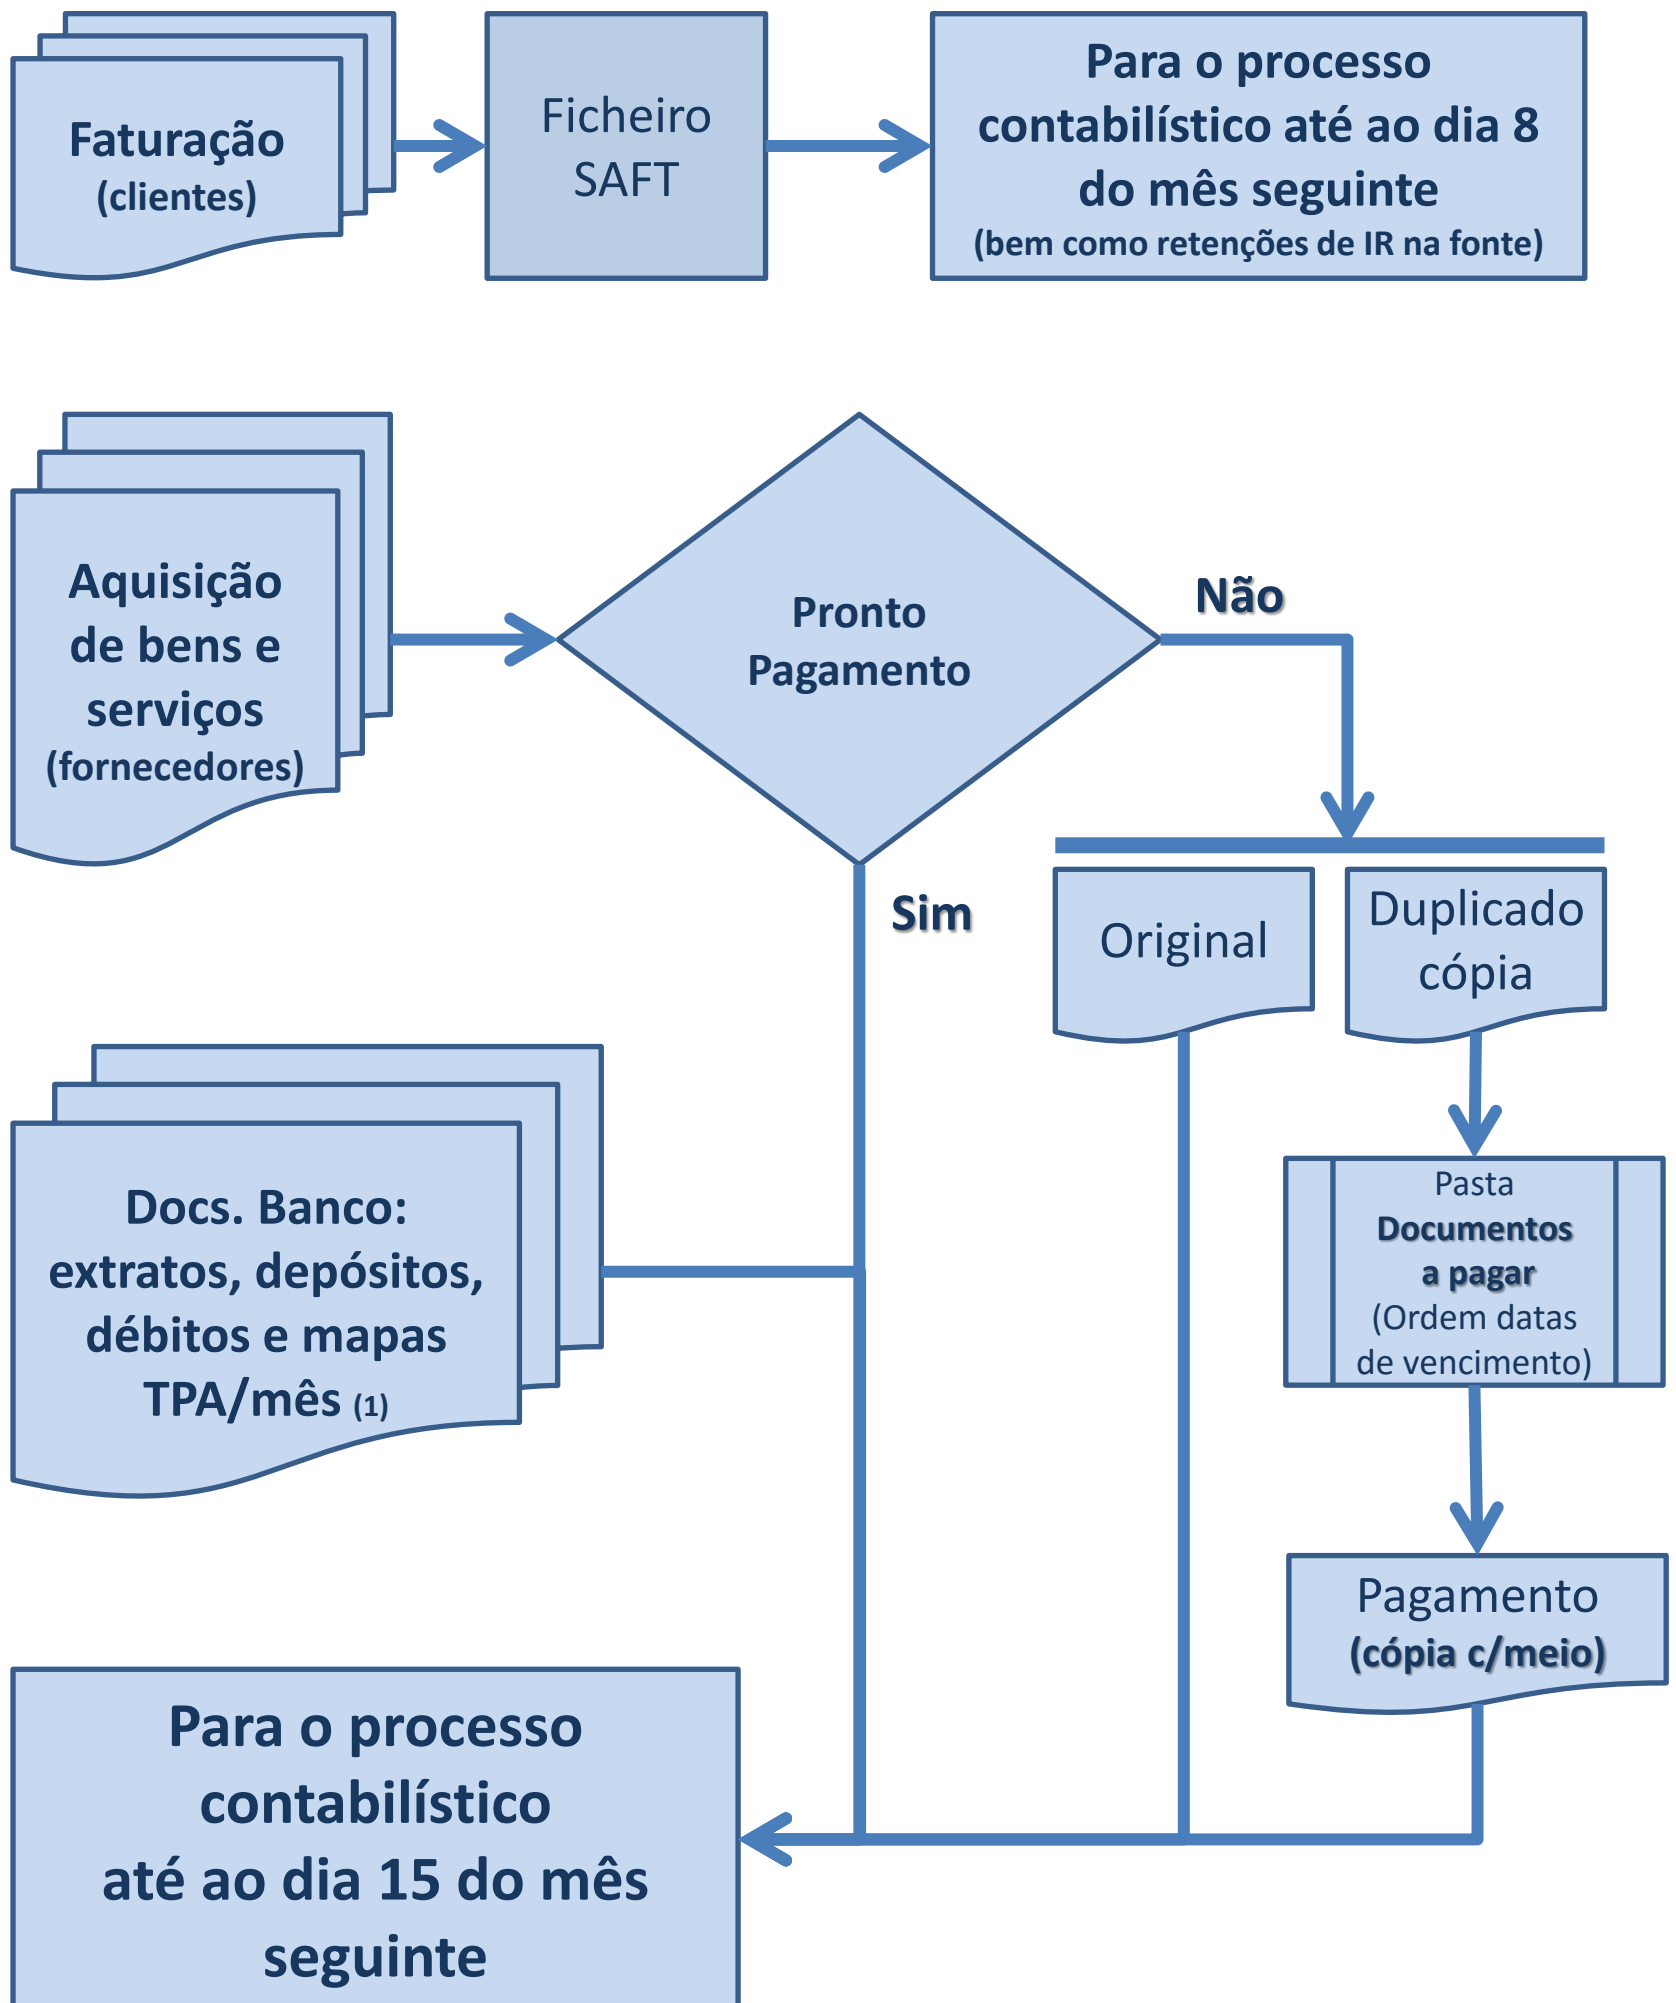 Faturação
(clientes)
Ficheiro
SAFT
Para o processo
contabilístico até ao dia 8
do mês seguinte
(bem como retenções de IR na fonte)
Aquisição
de bens e
serviços
(fornecedores)
Pronto
Pagamento
Não
Sim
Original
Duplicado
cópia
Docs. Banco:
extratos, depósitos,
débitos e mapas
TPA/mês (1)
Pasta
Documentos
a pagar
(Ordem datas
de vencimento)
Pagamento
(cópia c/meio)
Para o processo
contabilístico
até ao dia 15 do mês
seguinte